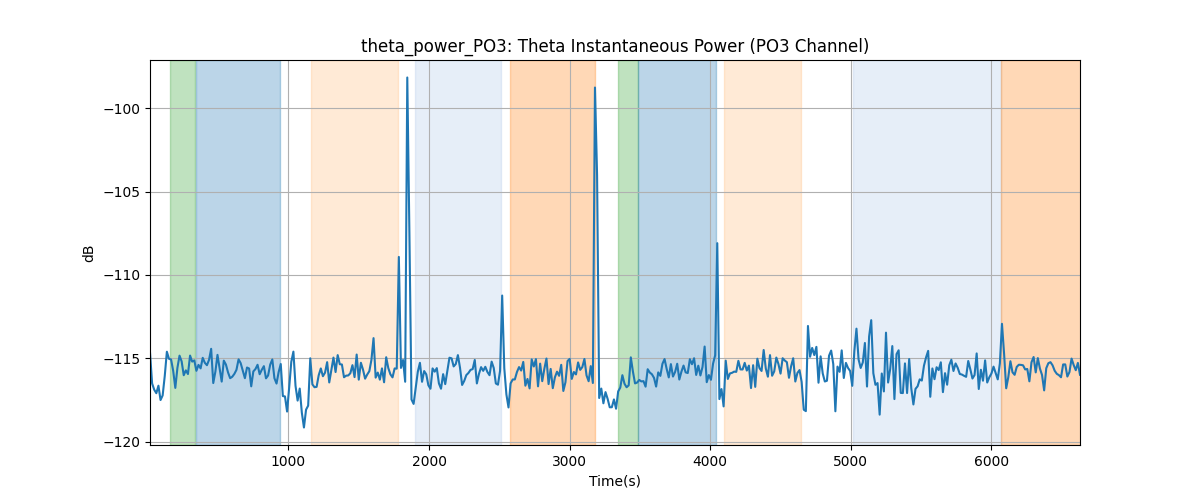 theta_power_PO3: Theta Instantaneous Power (PO3 Channel)
dB
−100
−105
−110
−115
−120
1000 2000 3000 4000 5000 6000
Time(s)